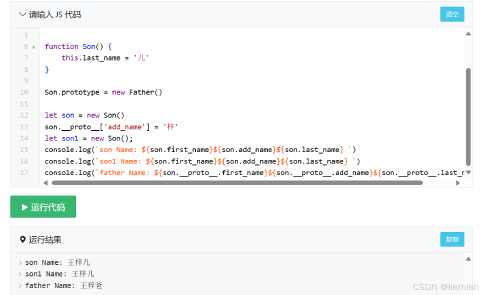 请输入 JS 代码
清空
5
6 function Son() {
7 this.last_name = '儿'
8 }
9
10 Son.prototype = new Father()
11
12 let son = new Son()
13 son.__proto__['add_name'] = '梓'
14 let son1 = new Son();
15 console.log(`son Name: ${son.first_name}${son.add_name}${son.last_name} `)
16 console.log(`son1 Name: ${son.first_name}${son.add_name}${son.last_name} `)
17 console.log(`father Name: ${son.__proto__.first_name}${son.__proto__.add_name}${son.__proto__.last_r
运行代码
运行结果
复制
son Name: 王梓儿
son1 Name: 王梓儿
father Name: 王梓爸
CSDN @liemian